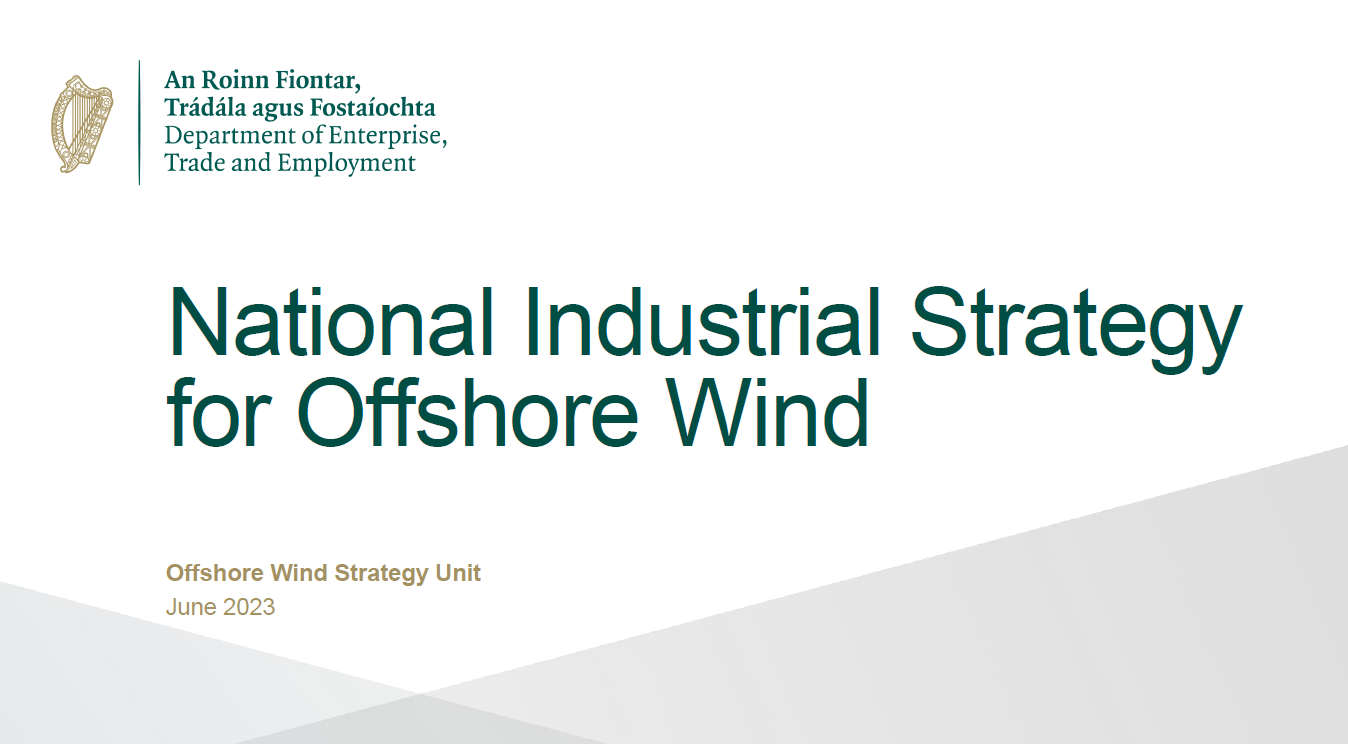 An Roinn Fiontar,
Trádála agus Fostaíochta
Department of Enterprise,
Trade and Employment
National Industrial Strategy
for Offshore Wind
Offshore Wind Strategy Unit
June 2023